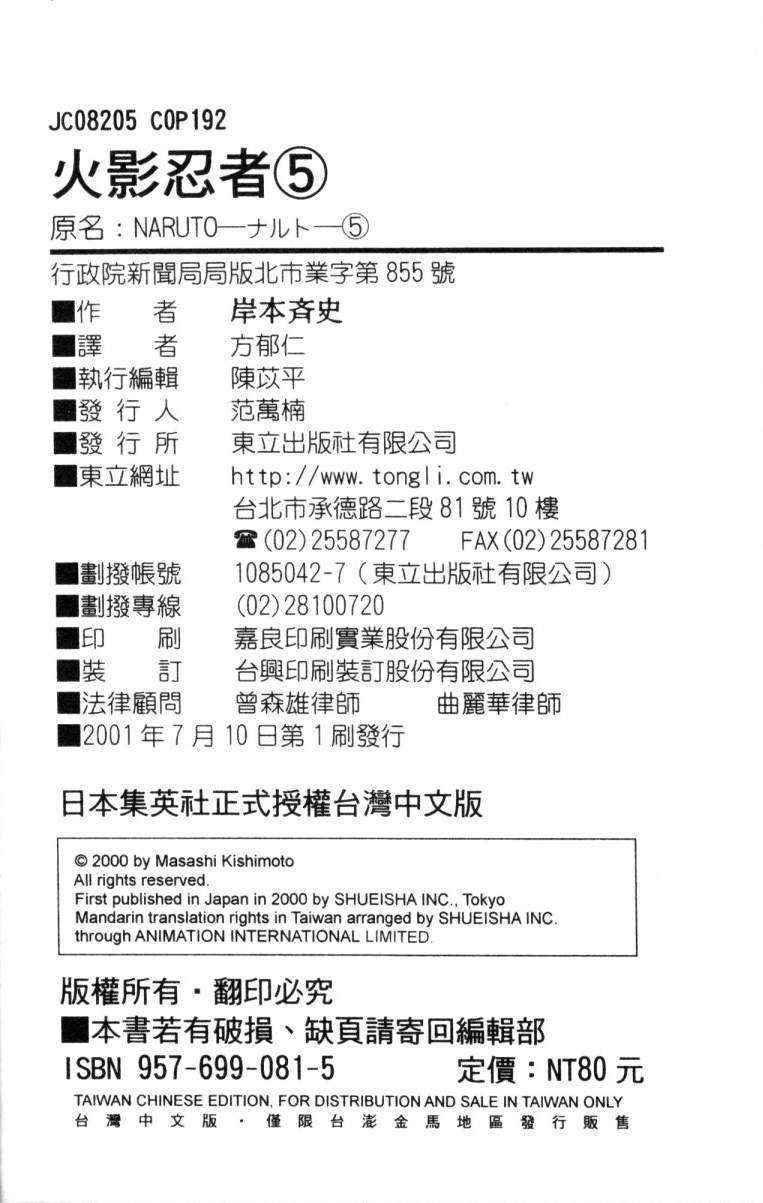 JC08205 COP192
火影忍者⑤
原名：NARUTO—ナルト—⑤
行政院新聞局局版北市業字第 855 號
■作　者　岸本斉史
■譯　者　方郁仁
■執行編輯　陳苡平
■發 行 人　范萬楠
■發 行 所　東立出版社有限公司
■東立網址　http://www.tongli.com.tw
台北市承德路二段 81 號 10 樓
☎(02)25587277　FAX(02)25587281
■劃撥帳號　1085042-7（東立出版社有限公司）
■劃撥專線　(02)28100720
■印　刷　嘉良印刷實業股份有限公司
■裝　訂　台興印刷裝訂股份有限公司
■法律顧問　曾森雄律師　曲麗華律師
■2001 年 7 月 10 日第 1 刷發行
日本集英社正式授權台灣中文版
© 2000 by Masashi Kishimoto
All rights reserved.
First published in Japan in 2000 by SHUEISHA INC., Tokyo
Mandarin translation rights in Taiwan arranged by SHUEISHA INC.
through ANIMATION INTERNATIONAL LIMITED.
版權所有・翻印必究
■本書若有破損、缺頁請寄回編輯部
ISBN 957-699-081-5　定價：NT80 元
TAIWAN CHINESE EDITION, FOR DISTRIBUTION AND SALE IN TAIWAN ONLY
台灣中文版・僅限台澎金馬地區發行販售